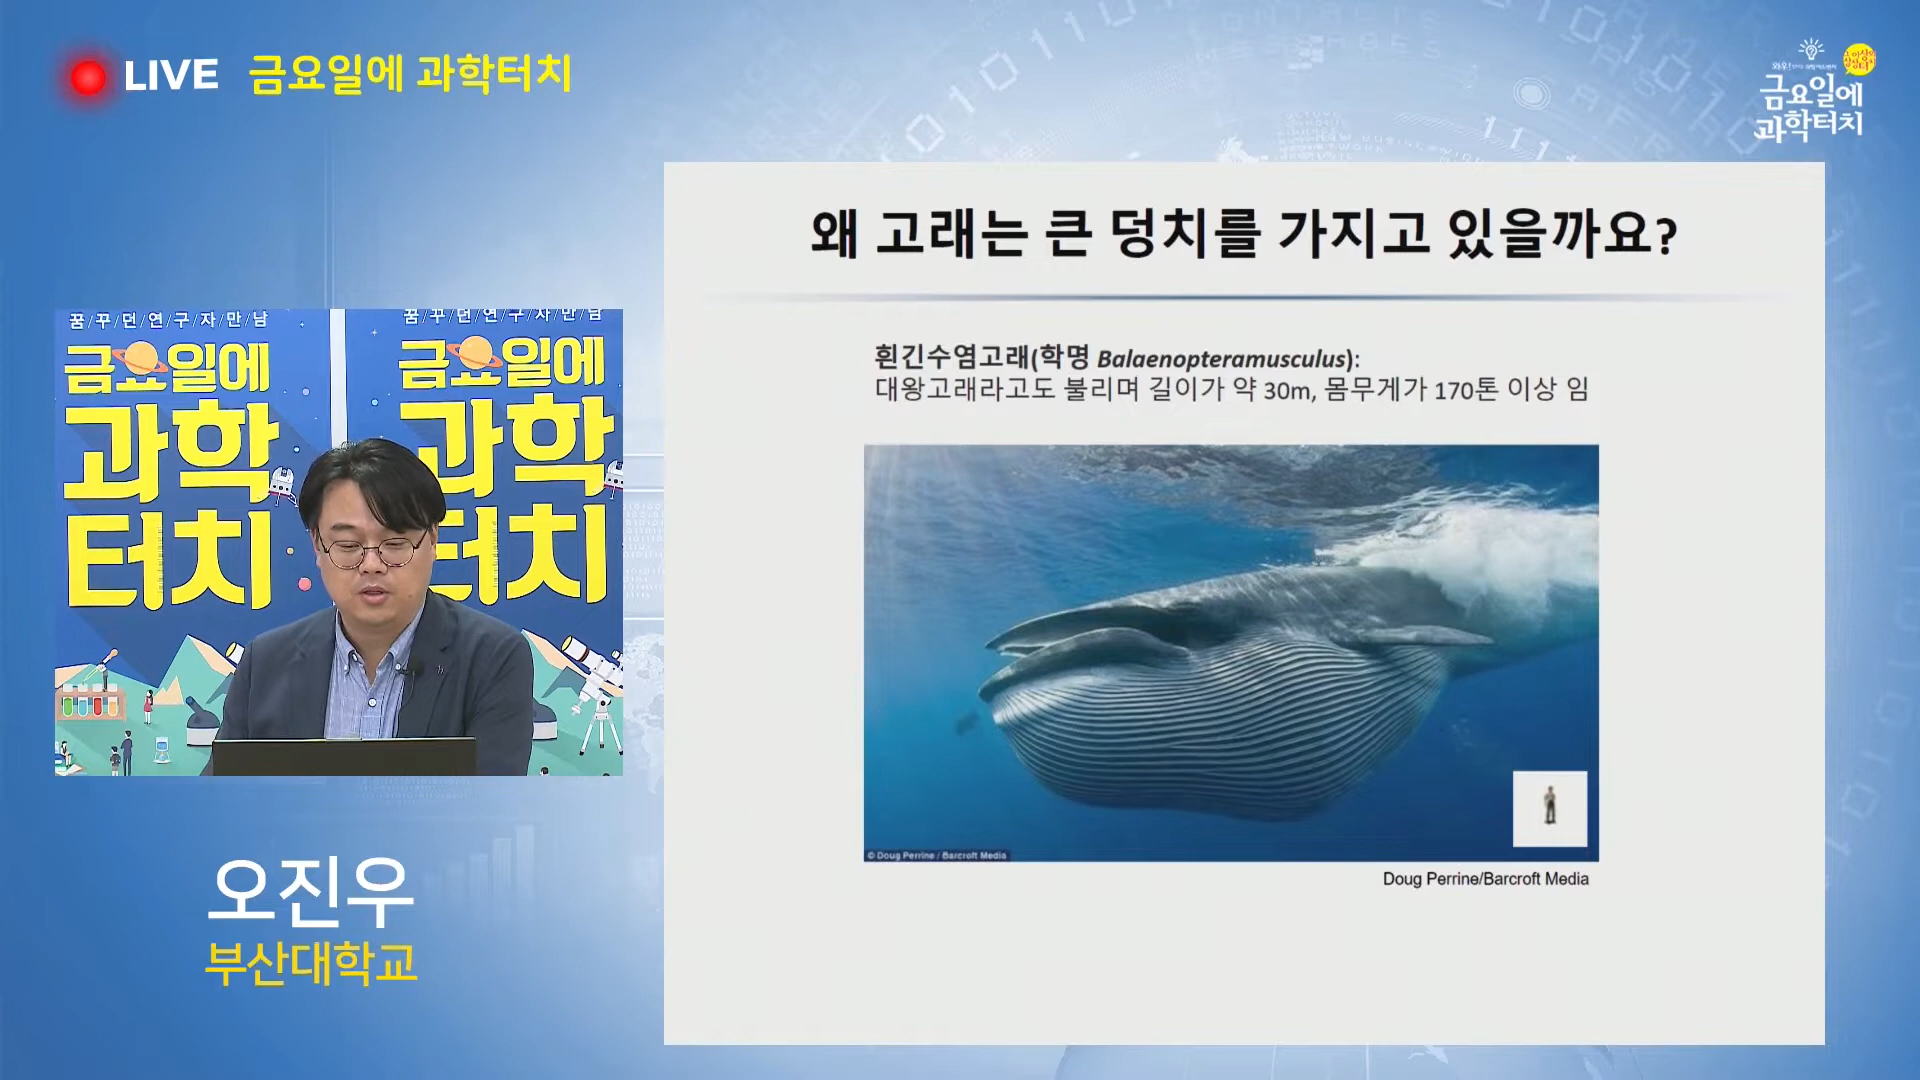 LIVE 금요일에 과학터치
금요일에
과학터치
왜 고래는 큰 덩치를 가지고 있을까요?
흰긴수염고래(학명 Balaenopteramusculus):
대왕고래라고도 불리며 길이가 약 30m, 몸무게가 170톤 이상 임
꿈/꾸/던/연/구/자/만/남
금요일에
과학
터치
꿈/꾸/던/연/구/자/만/남
금요일에
과학
터치
© Doug Perrine / Barcroft Media
Doug Perrine/Barcroft Media
오진우
부산대학교